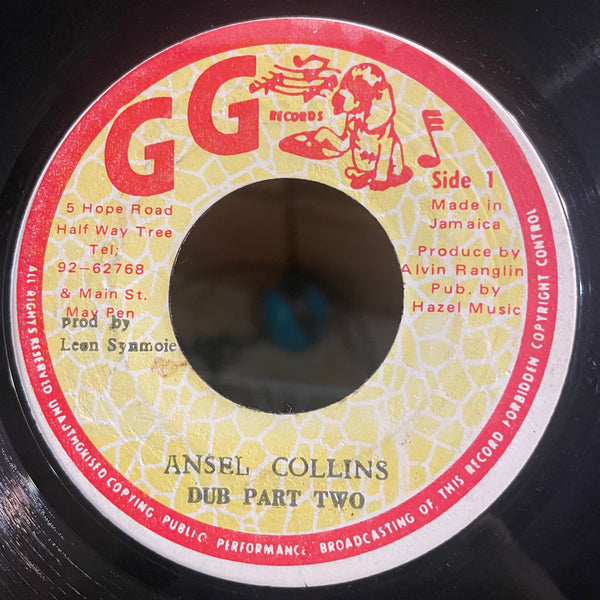 GG
RECORDS
Side 1
5 Hope Road
Half Way Tree
Tel:
92-62768
& Main St.
May Pen
prod by
Leon Synmoie
Made in
Jamaica
Produce by
Alvin Ranglin
Pub. by
Hazel Music
ANSEL COLLINS
DUB PART TWO
ALL RIGHTS RESERVED UNAUTHORISED COPYING, PUBLIC PERFORMANCE, BROADCASTING OF THIS RECORD FORBIDDEN COPYRIGHT CONTROL